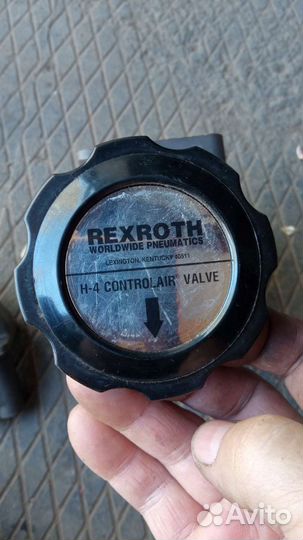 REXROTH
WORLDWIDE PNEUMATICS
LEXINGTON, KENTUCKY 40511
H-4 CONTROLAIR® VALVE
Avito